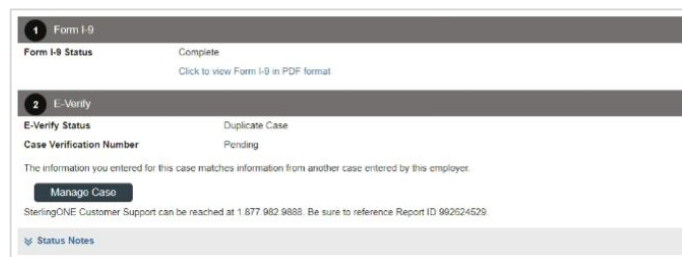 1 Form I-9
Form I-9 Status Complete
Click to view Form I-9 in PDF format
2 E-Verify
E-Verify Status Duplicate Case
Case Verification Number Pending
The information you entered for this case matches information from another case entered by this employer.
Manage Case
SterlingONE Customer Support can be reached at 1.877.982.9888. Be sure to reference Report ID 992624529.
Status Notes